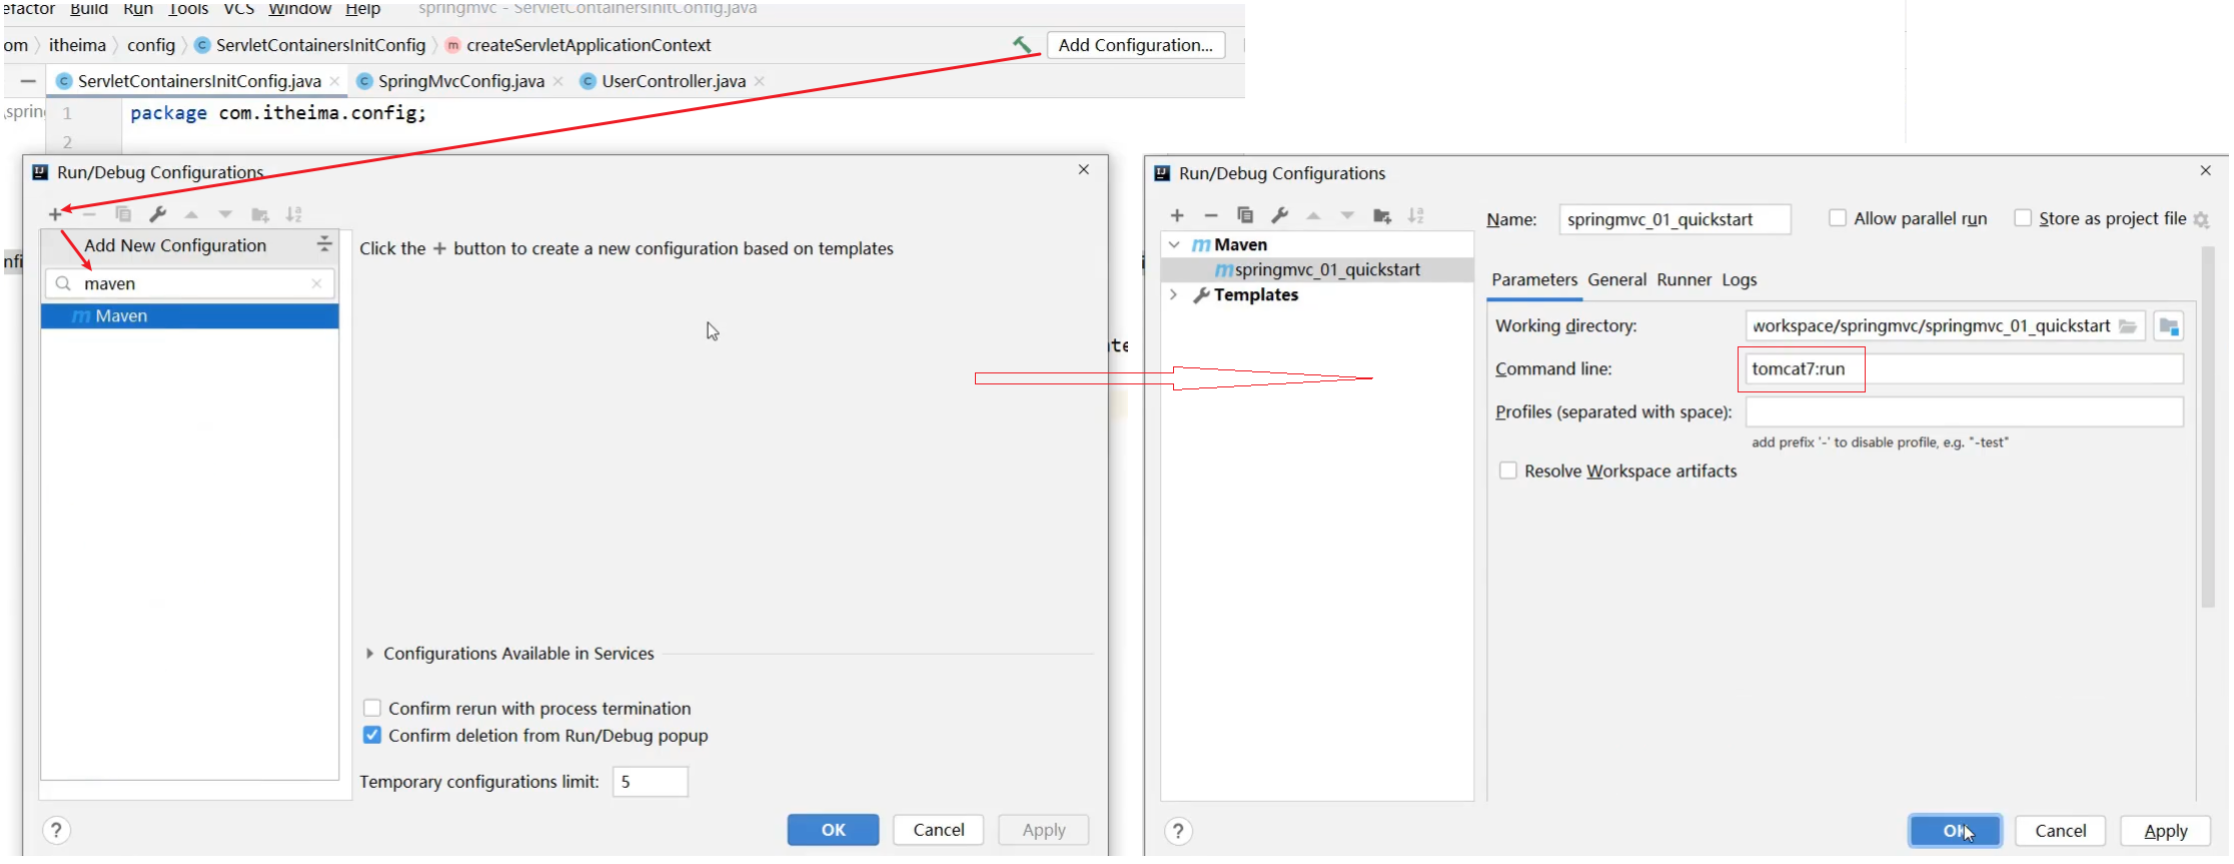 efactor Build Run Tools VCS Window Help springmvc - ServletContainersInitConfig.java
om itheima config ServletContainersInitConfig createServletApplicationContext Add Configuration...
ServletContainersInitConfig.java SpringMvcConfig.java UserController.java
\sprin 1 package com.itheima.config;
2
Run/Debug Configurations
Add New Configuration
maven
Maven
Click the + button to create a new configuration based on templates
Configurations Available in Services
Confirm rerun with process termination
Confirm deletion from Run/Debug popup
Temporary configurations limit: 5
? OK Cancel Apply
nfi
ate
Run/Debug Configurations
Maven
springmvc_01_quickstart
Templates
Name: springmvc_01_quickstart Allow parallel run Store as project file
Parameters General Runner Logs
Working directory: workspace/springmvc/springmvc_01_quickstart
Command line: tomcat7:run
Profiles (separated with space):
add prefix '-' to disable profile, e.g. "-test"
Resolve Workspace artifacts
? OK Cancel Apply